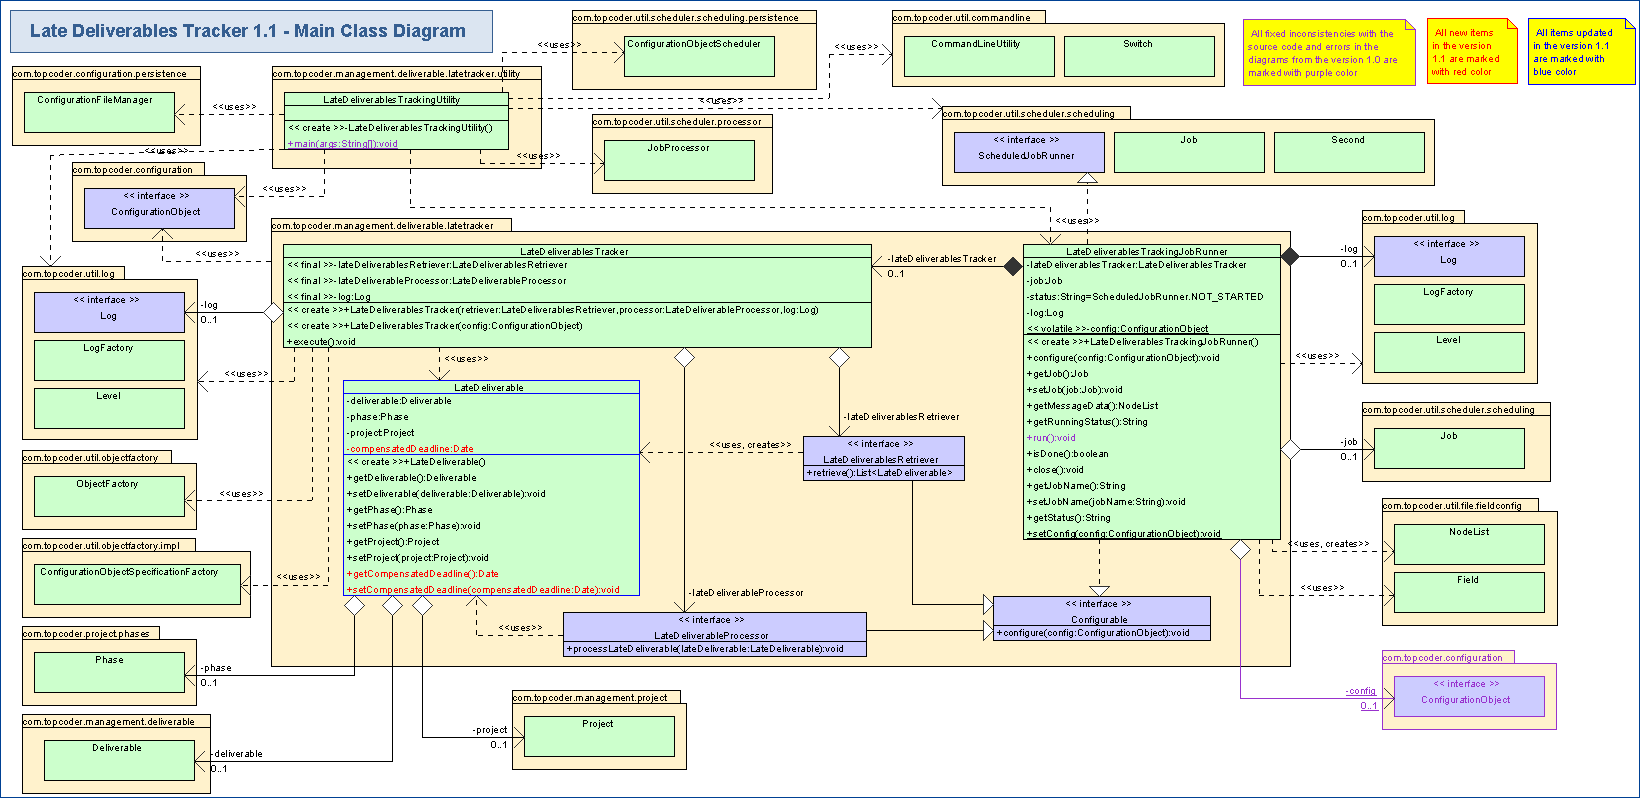 Late Deliverables Tracker 1.1 - Main Class Diagram
com.topcoder.util.scheduler.scheduling.persistence
ConfigurationObjectScheduler
<<uses>>
com.topcoder.util.commandline
CommandLineUtility
Switch
<<uses>>
All fixed inconsistencies with the
source code and errors in the
diagrams from the version 1.0 are
marked with purple color
All new items
in the version
1.1 are marked
with red color
All items updated
in the version 1.1
are marked with
blue color
com.topcoder.configuration.persistence
ConfigurationFileManager
<<uses>>
com.topcoder.management.deliverable.latetracker.utility
LateDeliverablesTrackingUtility
<< create >>-LateDeliverablesTrackingUtility()
+main(args:String[]):void
<<uses>>
<<uses>>
com.topcoder.util.scheduler.processor
JobProcessor
<<uses>>
com.topcoder.util.scheduler.scheduling
<< interface >>
ScheduledJobRunner
Job
Second
com.topcoder.configuration
<< interface >>
ConfigurationObject
<<uses>>
<<uses>>
<<uses>>
com.topcoder.management.deliverable.latetracker
LateDeliverablesTracker
<< final >>-lateDeliverablesRetriever:LateDeliverablesRetriever
<< final >>-lateDeliverableProcessor:LateDeliverableProcessor
<< final >>-log:Log
<< create >>+LateDeliverablesTracker(retriever:LateDeliverablesRetriever,processor:LateDeliverableProcessor,log:Log)
<< create >>+LateDeliverablesTracker(config:ConfigurationObject)
+execute():void
-lateDeliverablesTracker
0..1
LateDeliverablesTrackingJobRunner
-lateDeliverablesTracker:LateDeliverablesTracker
-job:Job
-status:String=ScheduledJobRunner.NOT_STARTED
-log:Log
<< volatile >>-config:ConfigurationObject
<< create >>+LateDeliverablesTrackingJobRunner()
+configure(config:ConfigurationObject):void
+getJob():Job
+setJob(job:Job):void
+getMessageData():NodeList
+getRunningStatus():String
+run():void
+isDone():boolean
+close():void
+getJobName():String
+setJobName(jobName:String):void
+getStatus():String
+setConfig(config:ConfigurationObject):void
com.topcoder.util.log
<< interface >>
Log
LogFactory
Level
-log
0..1
<<uses>>
com.topcoder.util.log
<< interface >>
Log
LogFactory
Level
-log
0..1
<<uses>>
<<uses>>
LateDeliverable
-deliverable:Deliverable
-phase:Phase
-project:Project
-compensatedDeadline:Date
<< create >>+LateDeliverable()
+getDeliverable():Deliverable
+setDeliverable(deliverable:Deliverable):void
+getPhase():Phase
+setPhase(phase:Phase):void
+getProject():Project
+setProject(project:Project):void
+getCompensatedDeadline():Date
+setCompensatedDeadline(compensatedDeadline:Date):void
-lateDeliverablesRetriever
<<uses, creates>>
<< interface >>
LateDeliverablesRetriever
+retrieve():List<LateDeliverable>
com.topcoder.util.scheduler.scheduling
Job
-job
0..1
com.topcoder.util.objectfactory
ObjectFactory
<<uses>>
com.topcoder.util.file.fieldconfig
NodeList
Field
<<uses, creates>>
<<uses>>
com.topcoder.util.objectfactory.impl
ConfigurationObjectSpecificationFactory
<<uses>>
-lateDeliverableProcessor
<< interface >>
LateDeliverableProcessor
+processLateDeliverable(lateDeliverable:LateDeliverable):void
<<uses>>
<< interface >>
Configurable
+configure(config:ConfigurationObject):void
com.topcoder.project.phases
Phase
-phase
0..1
com.topcoder.configuration
<< interface >>
ConfigurationObject
-config
0..1
com.topcoder.management.project
Project
-project
0..1
com.topcoder.management.deliverable
Deliverable
-deliverable
0..1